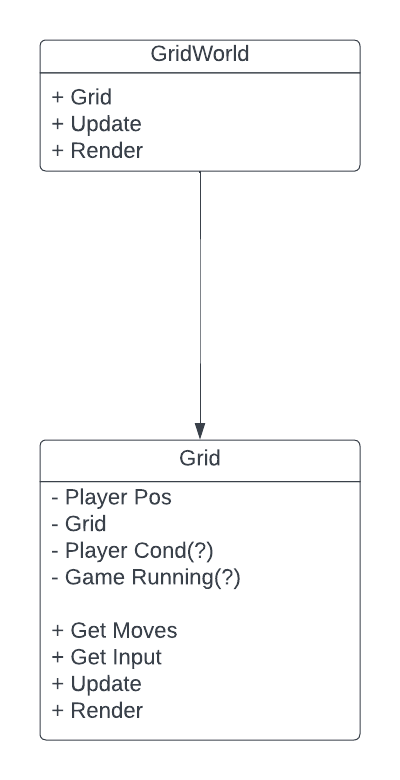 GridWorld
+ Grid
+ Update
+ Render
Grid
- Player Pos
- Grid
- Player Cond(?)
- Game Running(?)
+ Get Moves
+ Get Input
+ Update
+ Render